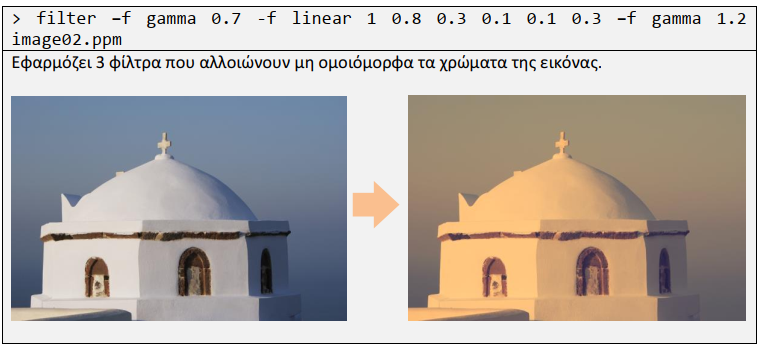 > filter –f gamma 0.7 -f linear 1 0.8 0.3 0.1 0.1 0.3 –f gamma 1.2
image02.ppm
Εφαρμόζει 3 φίλτρα που αλλοιώνουν μη ομοιόμορφα τα χρώματα της εικόνας.